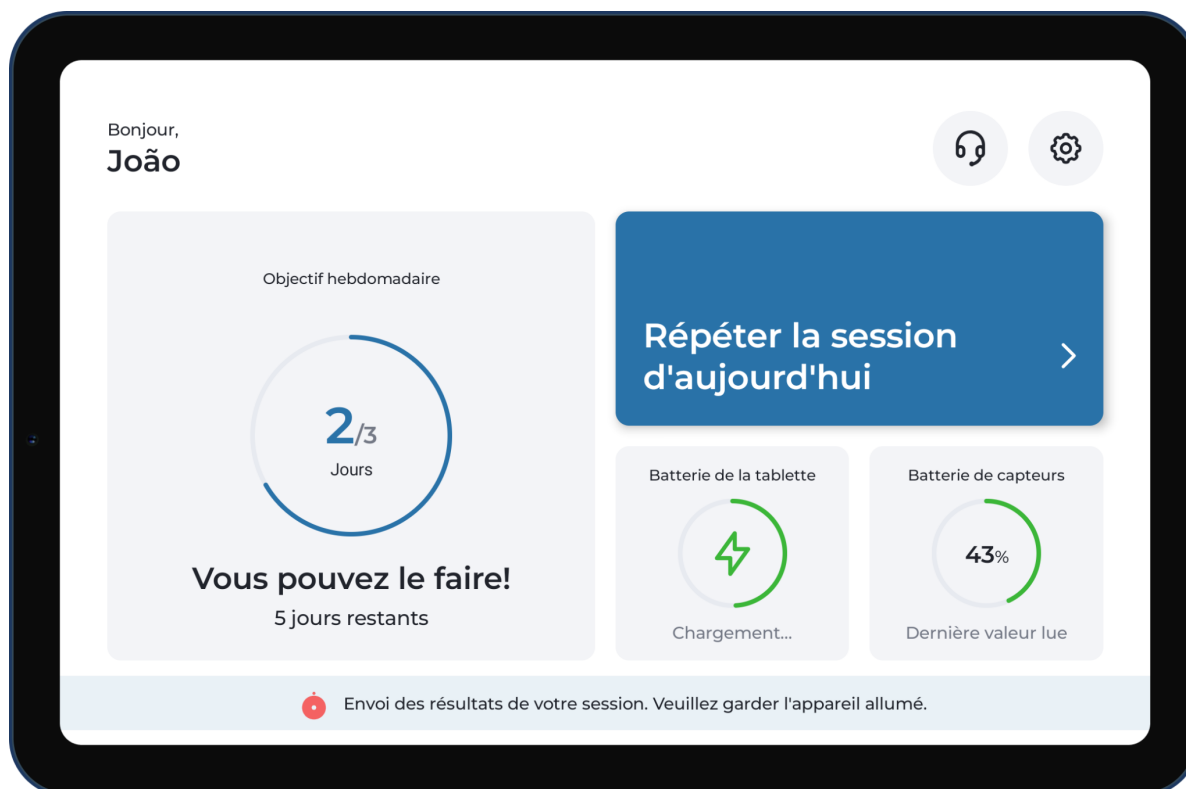 Bonjour,
João
Objectif hebdomadaire
2/3
Jours
Vous pouvez le faire!
5 jours restants
Répéter la session
d'aujourd'hui
Batterie de la tablette
Chargement...
Batterie de capteurs
43%
Dernière valeur lue
Envoi des résultats de votre session. Veuillez garder l'appareil allumé.